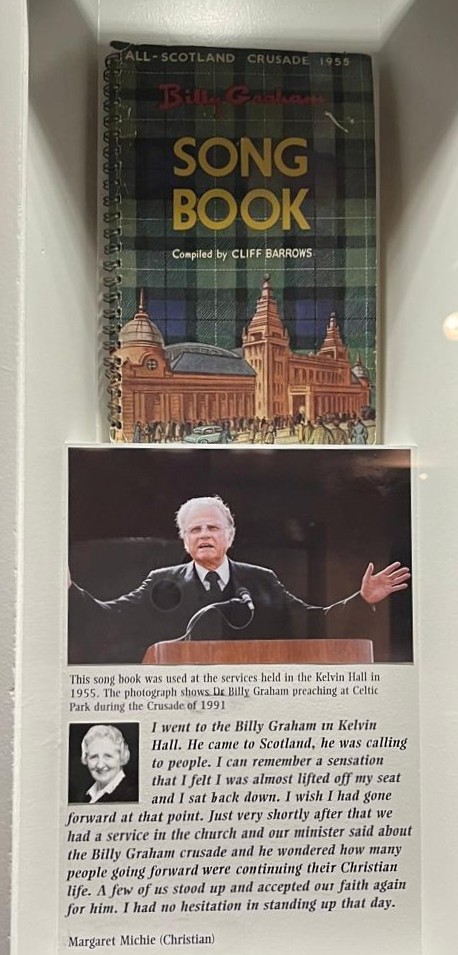 ALL-SCOTLAND CRUSADE 1955
Billy Graham
SONG
BOOK
Compiled by CLIFF BARROWS
This song book was used at the services held in the Kelvin Hall in
1955. The photograph shows Dr Billy Graham preaching at Celtic
Park during the Crusade of 1991
I went to the Billy Graham in Kelvin
Hall. He came to Scotland, he was calling
to people. I can remember a sensation
that I felt I was almost lifted off my seat
and I sat back down. I wish I had gone
forward at that point. Just very shortly after that we
had a service in the church and our minister said about
the Billy Graham crusade and he wondered how many
people going forward were continuing their Christian
life. A few of us stood up and accepted our faith again
for him. I had no hesitation in standing up that day.
Margaret Michie (Christian)